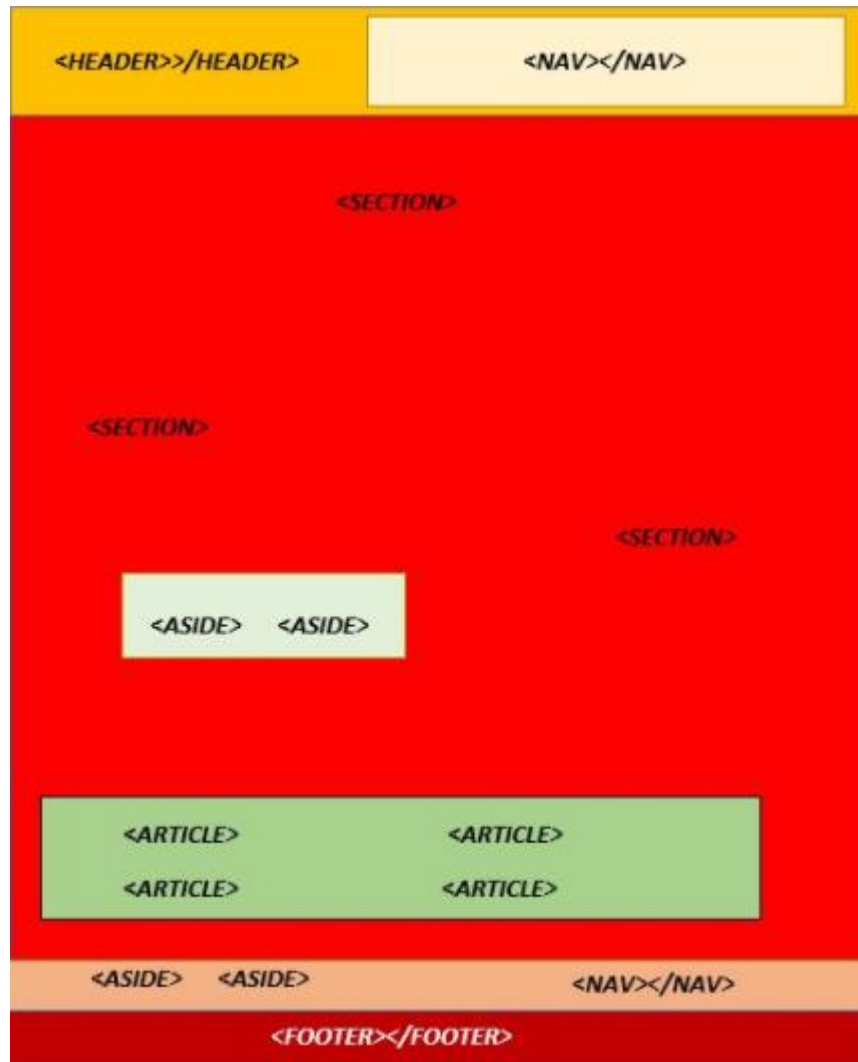 <HEADER>>/HEADER> <NAV></NAV>
<SECTION>
<SECTION>
<SECTION>
<ASIDE> <ASIDE>
<ARTICLE> <ARTICLE>
<ARTICLE> <ARTICLE>
<ASIDE> <ASIDE> <NAV></NAV>
<FOOTER></FOOTER>